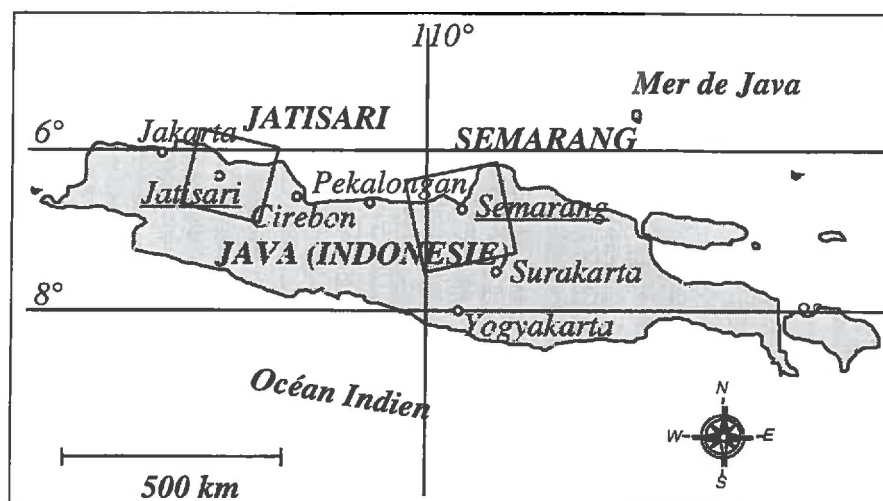 110°
Mer de Java
JATISARI
SEMARANG
6°
Jakarta
Jatisari
Pekalongan
Cirebon
Semarang
JAVA (INDONESIE)
Surakarta
8°
Yogyakarta
Océan Indien
N
W
E
S
500 km